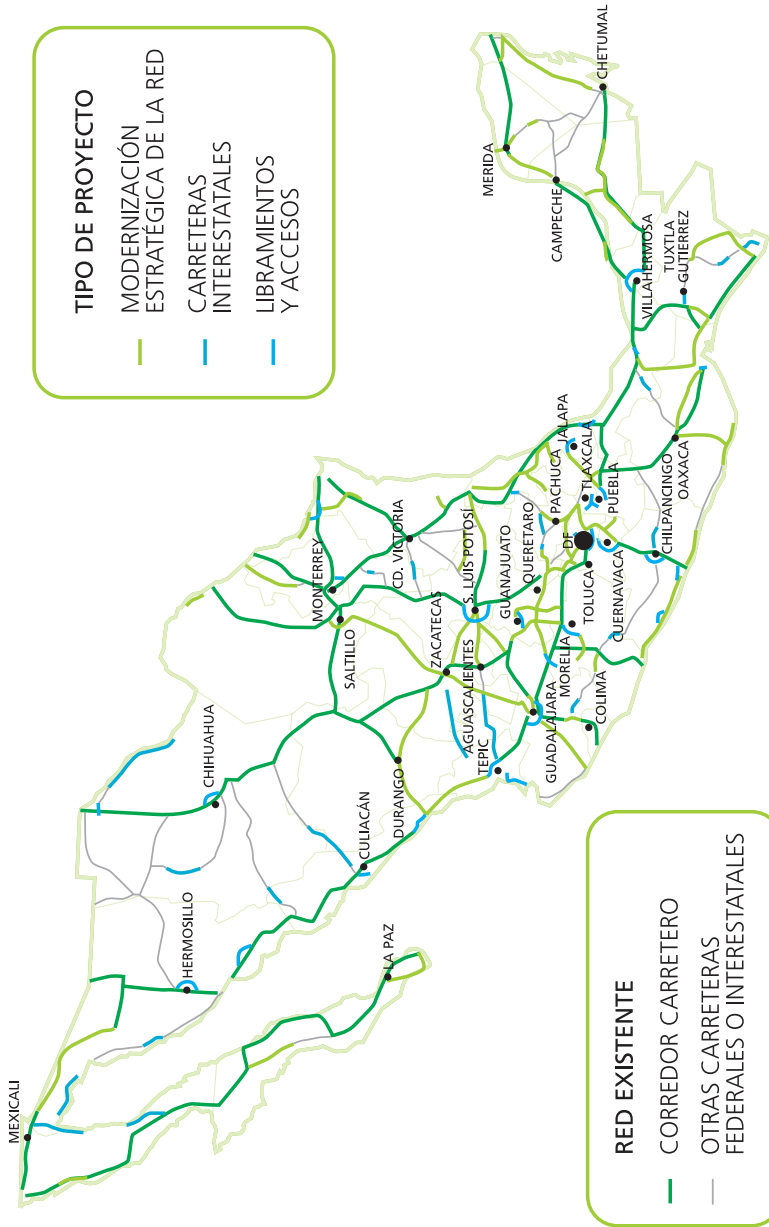 TIPO DE PROYECTO
MODERNIZACIÓN
ESTRATÉGICA DE LA RED
CARRETERAS
INTERESTATALES
LIBRAMIENTOS
Y ACCESOS
MEXICALI
HERMOSILLO
CHIHUAHUA
LA PAZ
CULIACÁN
DURANGO
SALTILLO
MONTERREY
CD. VICTORIA
ZACATECAS
S. LUIS POTOSÍ
AGUASCALIENTES
TEPIC
GUANAJUATO
QUERETARO
GUADALAJARA
COLIMA
MORELIA
TOLUCA
DF
PACHUCA
TLAXCALA
JALAPA
PUEBLA
CUERNAVACA
CHILPANCINGO
OAXACA
VILLAHERMOSA
TUXTLA
GUTIERREZ
CAMPECHE
MERIDA
CHETUMAL
RED EXISTENTE
CORREDOR CARRETERO
OTRAS CARRETERAS
FEDERALES O INTERESTATALES